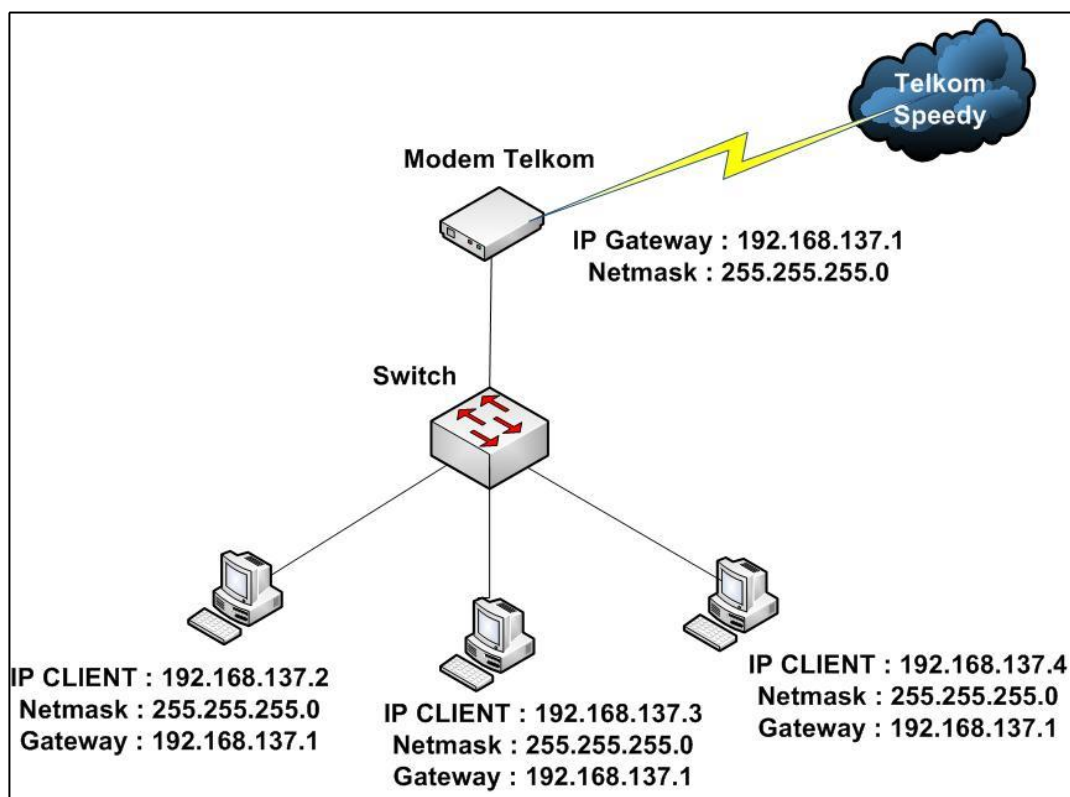 Telkom
Speedy
Modem Telkom
IP Gateway : 192.168.137.1
Netmask : 255.255.255.0
Switch
IP CLIENT : 192.168.137.2
Netmask : 255.255.255.0
Gateway : 192.168.137.1
IP CLIENT : 192.168.137.3
Netmask : 255.255.255.0
Gateway : 192.168.137.1
IP CLIENT : 192.168.137.4
Netmask : 255.255.255.0
Gateway : 192.168.137.1